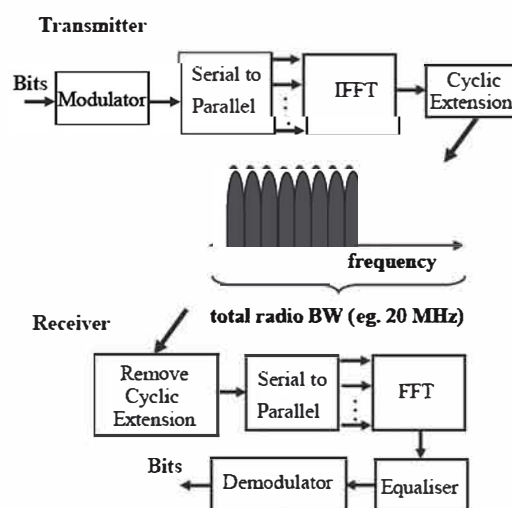 Transmitter
Bits
Modulator
Serial to
Parallel
IFFT
Cyclic
Extension
frequency
total radio BW (eg. 20 MHz)
Receiver
Remove
Cyclic
Extension
Serial to
Parallel
FFT
Bits
Demodulator
Equaliser